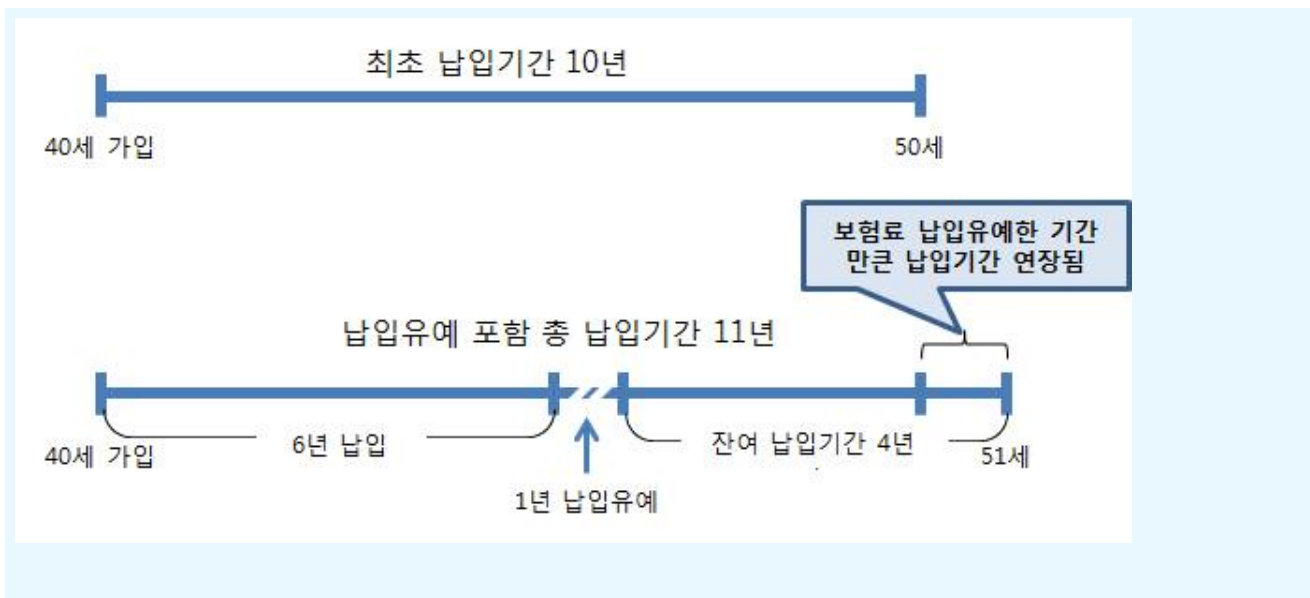 최초 납입기간 10년
40세 가입
50세
보험료 납입유예한 기간
만큼 납입기간 연장됨
납입유예 포함 총 납입기간 11년
6년 납입
잔여 납입기간 4년
40세 가입
51세
1년 납입유예